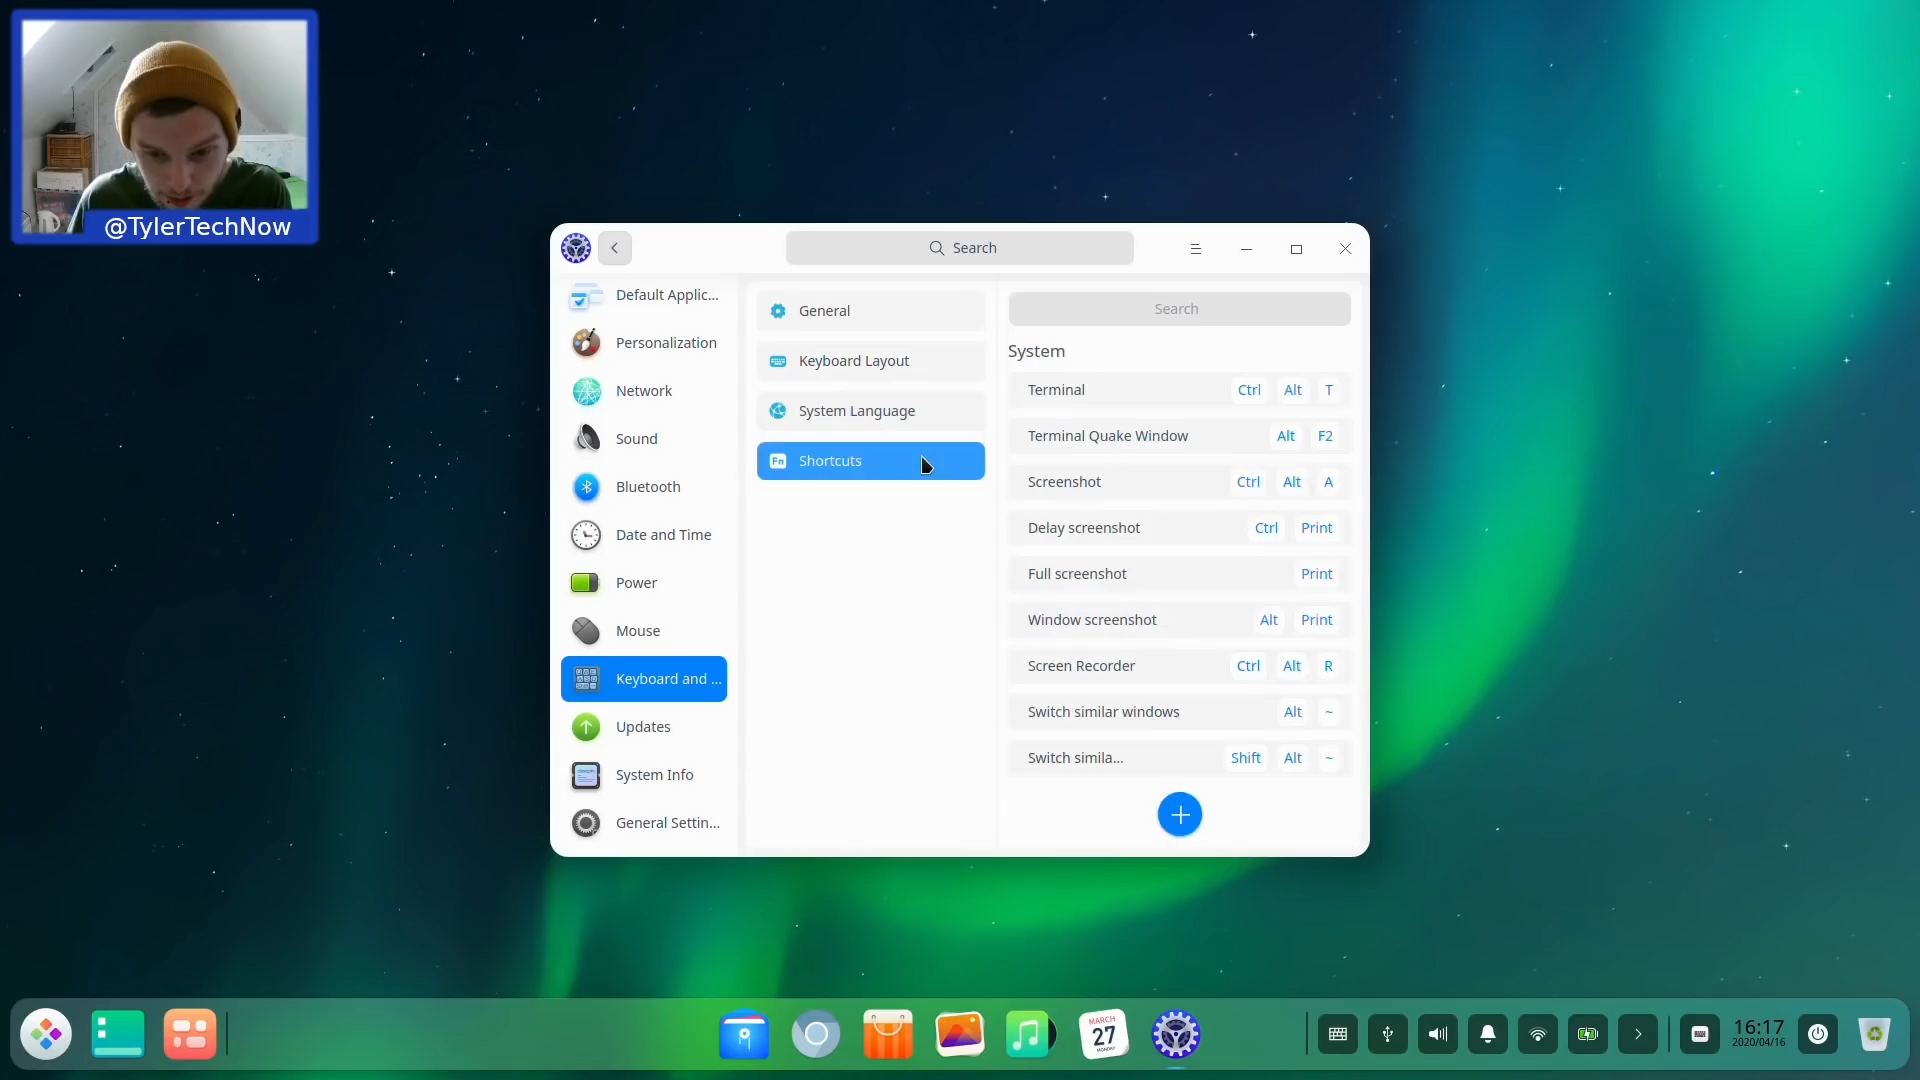 @TylerTechNow
Search
Default Applic...
Personalization
Network
Sound
Bluetooth
Date and Time
Power
Mouse
Keyboard and ...
Updates
System Info
General Settin...
General
Keyboard Layout
System Language
Fn Shortcuts
Search
System
Terminal Ctrl Alt T
Terminal Quake Window Alt F2
Screenshot Ctrl Alt A
Delay screenshot Ctrl Print
Full screenshot Print
Window screenshot Alt Print
Screen Recorder Ctrl Alt R
Switch similar windows Alt ~
Switch simila... Shift Alt ~
MARCH
27
MONDAY
16:17
2020/04/16